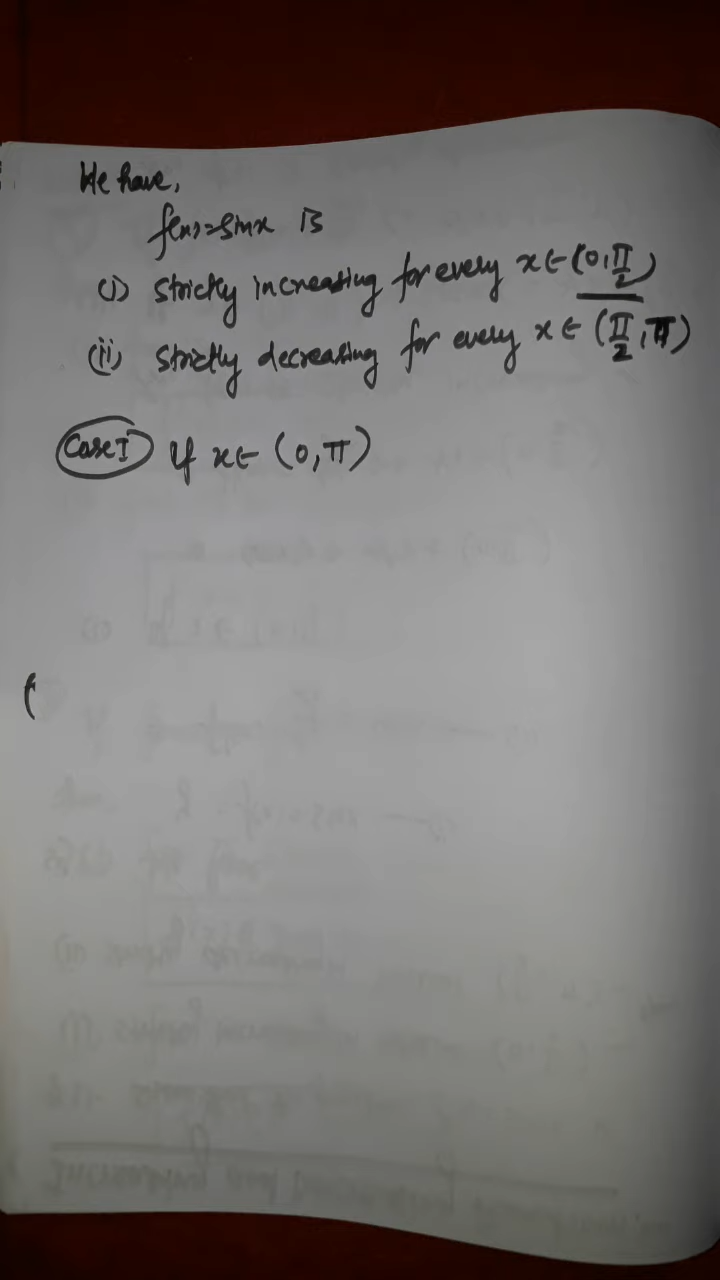 We have,
f(x)=sinx is
(i) strictly increasing for every x∈(0,π/2)
(ii) strictly decreasing for every x∈(π/2,π)
Case I If x∈(0,π)
(